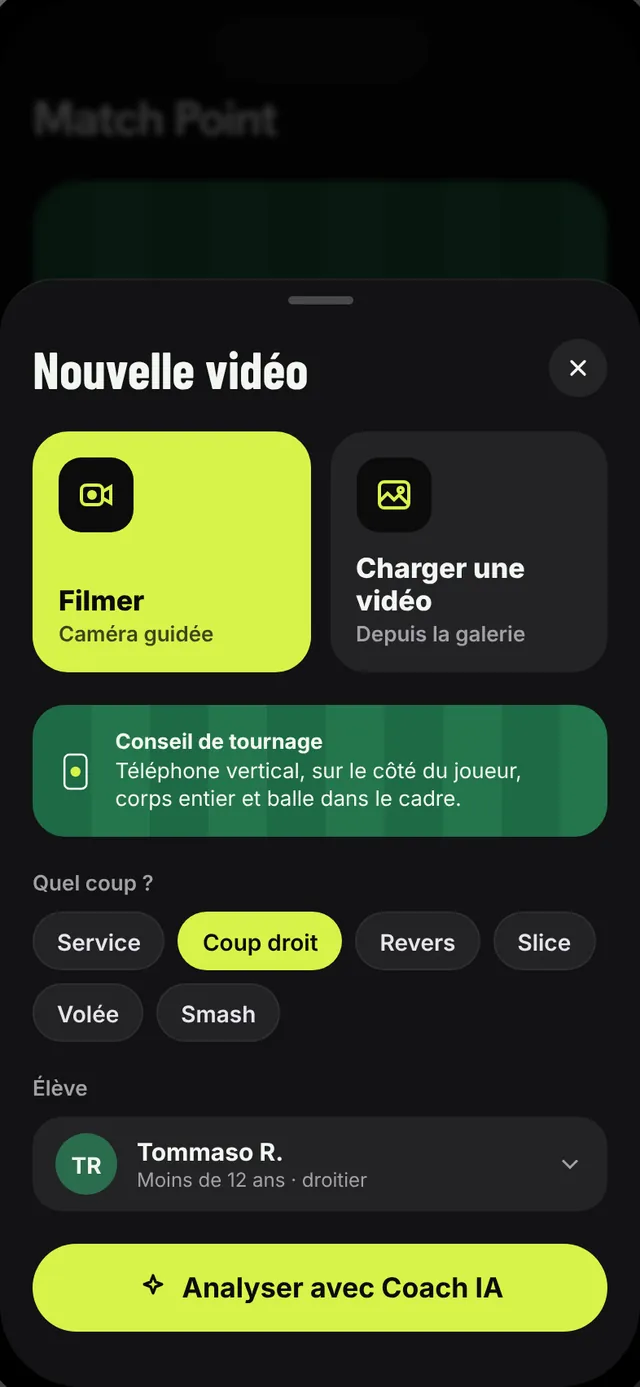 Match Point
Nouvelle vidéo
Filmer
Caméra guidée
Charger une
vidéo
Depuis la galerie
Conseil de tournage
Téléphone vertical, sur le côté du joueur,
corps entier et balle dans le cadre.
Quel coup ?
Service
Coup droit
Revers
Slice
Volée
Smash
Élève
TR
Tommaso R.
Moins de 12 ans · droitier
Analyser avec Coach IA